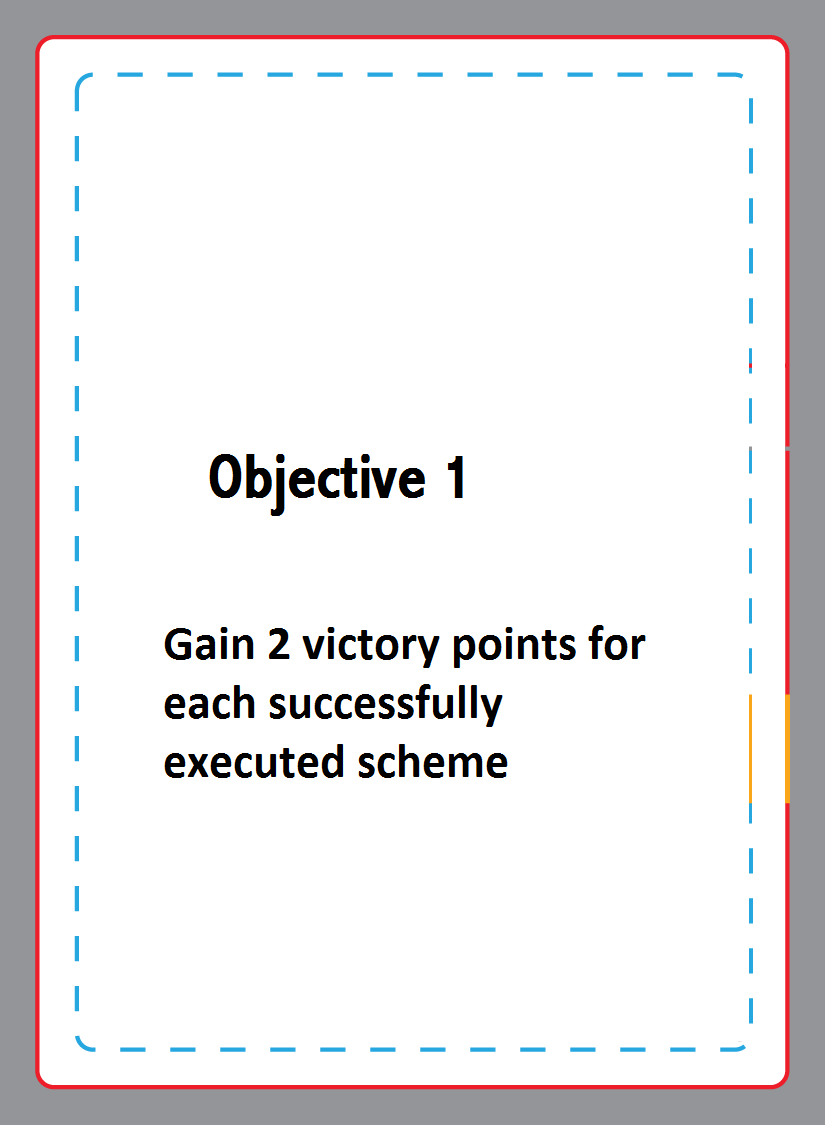 Objective 1
Gain 2 victory points for
each successfully
executed scheme